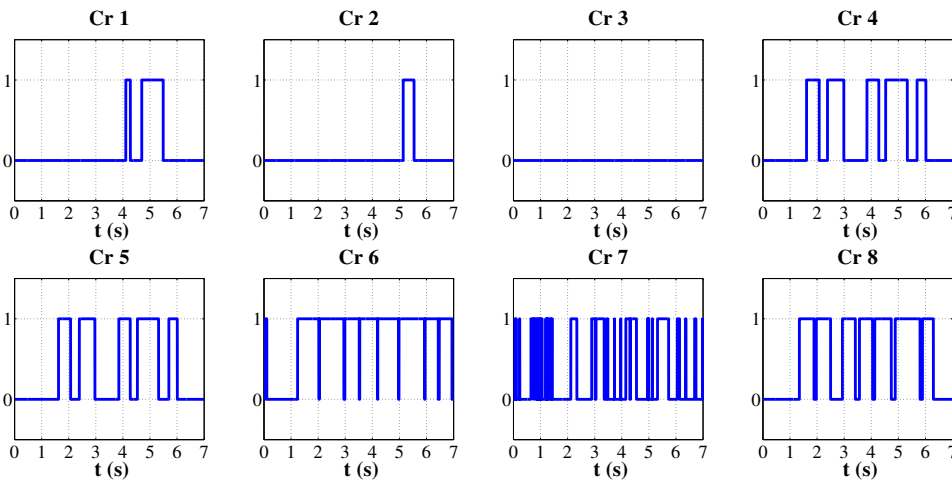 Cr 1 Cr 2 Cr 3 Cr 4
1 1 1 1
0 0 0 0
0 1 2 3 4 5 6 7 0 1 2 3 4 5 6 7 0 1 2 3 4 5 6 7 0 1 2 3 4 5 6 7
t (s) t (s) t (s) t (s)
Cr 5 Cr 6 Cr 7 Cr 8
1 1 1 1
0 0 0 0
0 1 2 3 4 5 6 7 0 1 2 3 4 5 6 7 0 1 2 3 4 5 6 7 0 1 2 3 4 5 6 7
t (s) t (s) t (s) t (s)